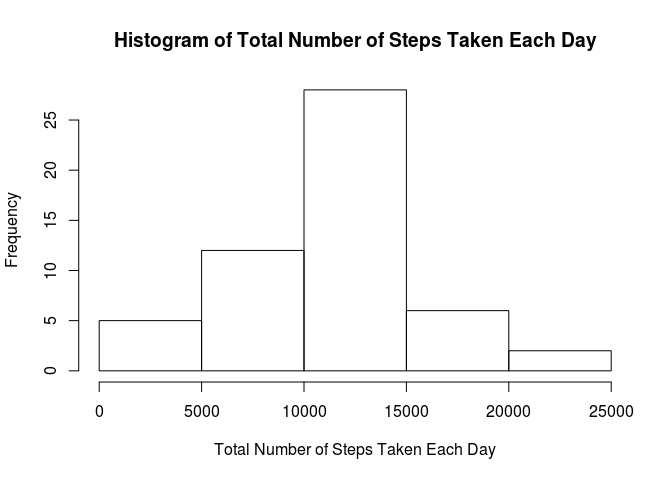 Histogram of Total Number of Steps Taken Each Day
Frequency
25
20
15
10
5
0
0 5000 10000 15000 20000 25000
Total Number of Steps Taken Each Day